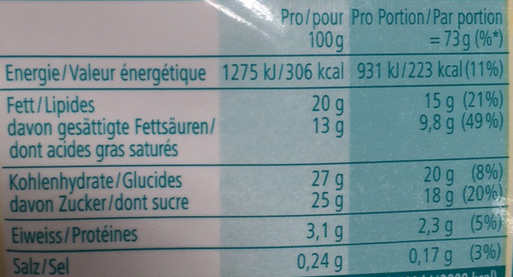 Pro/pour Pro Portion/Par portion
100g = 73g (%*)
Energie/Valeur énergétique 1275 kJ/306 kcal 931 kJ/223 kcal (11%)
Fett/Lipides 20 g 15 g (21%)
davon gesättigte Fettsäuren/ 13 g 9,8 g (49%)
dont acides gras saturés
Kohlenhydrate/Glucides 27 g 20 g (8%)
davon Zucker/dont sucre 25 g 18 g (20%)
Eiweiss/Protéines 3,1 g 2,3 g (5%)
Salz/Sel 0,24 g 0,17 g (3%)